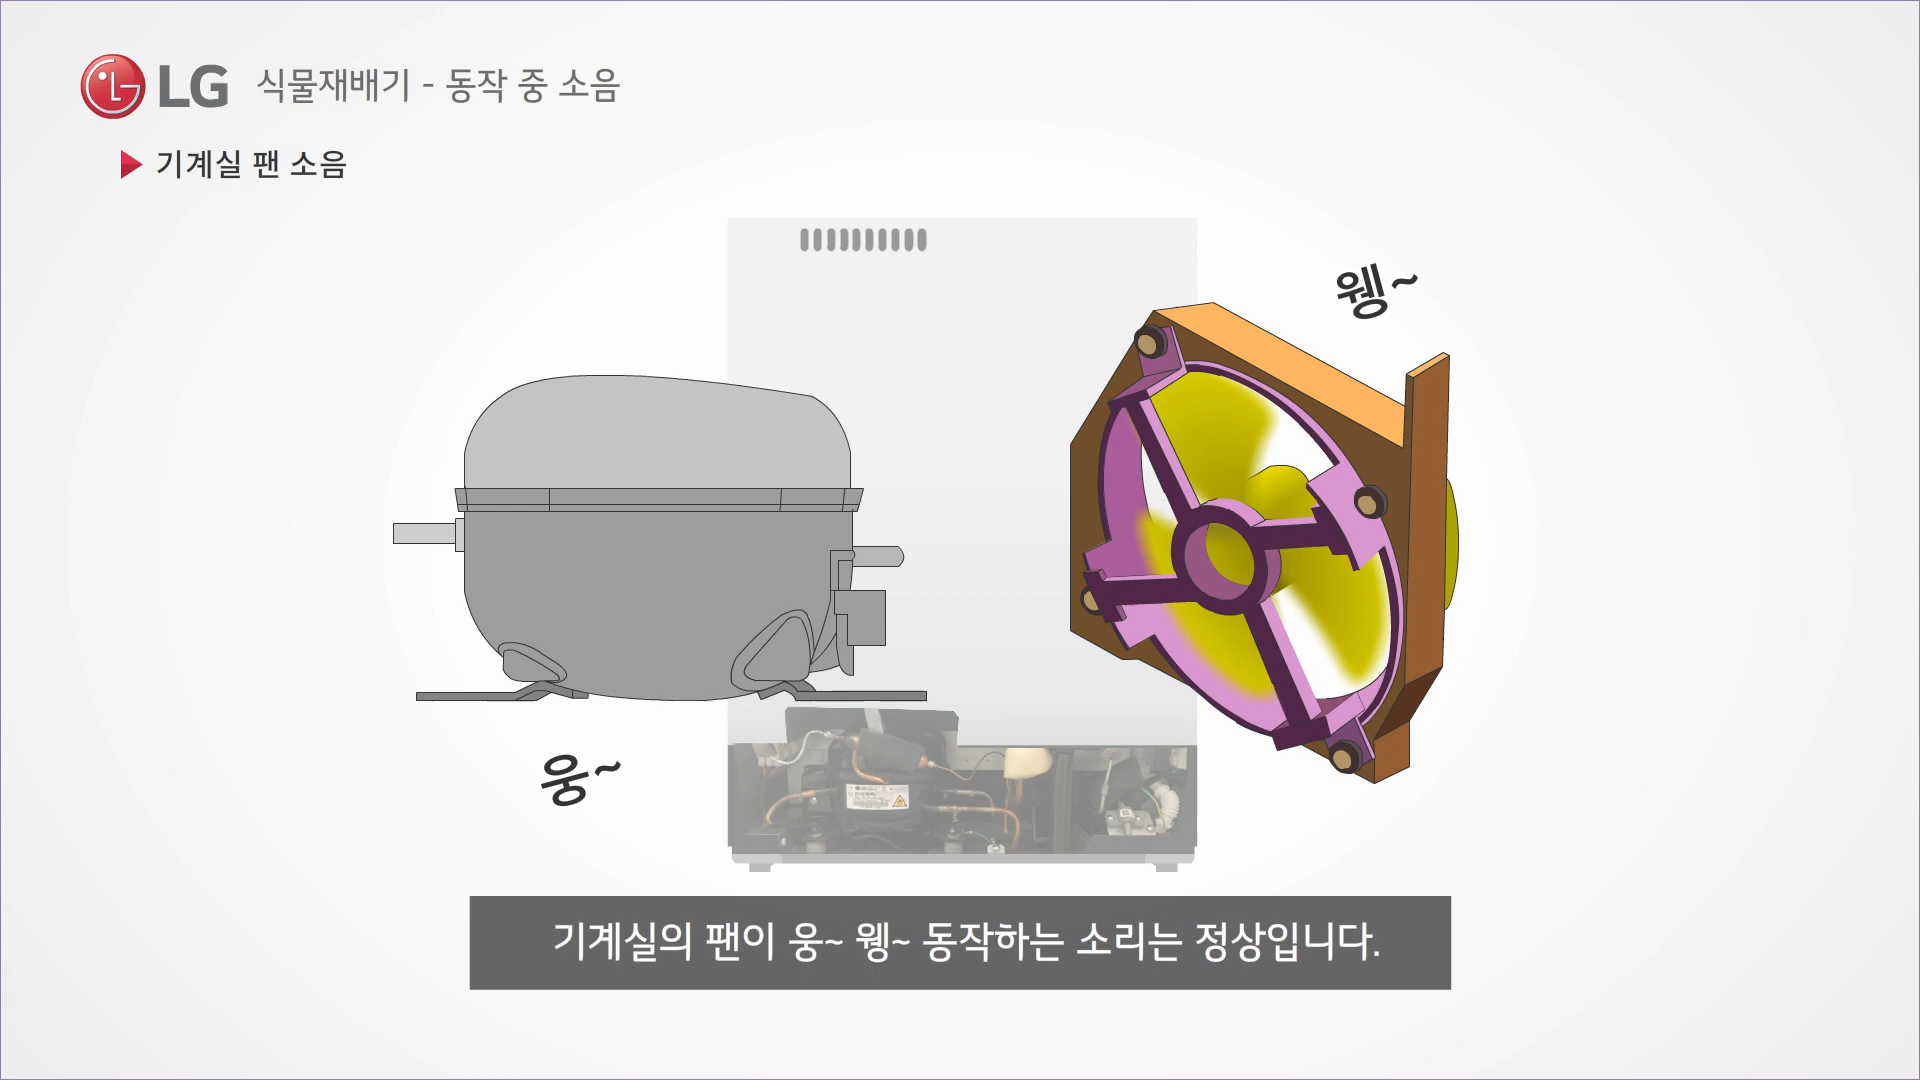 LG 식물재배기 - 동작 중 소음
기계실 팬 소음
웽~
웅~
기계실의 팬이 웅~ 웽~ 동작하는 소리는 정상입니다.